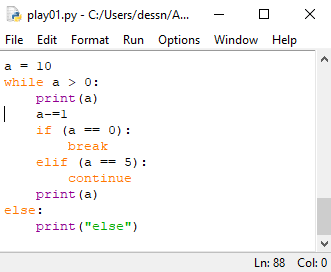 play01.py - C:/Users/dessn/A...
File Edit Format Run Options Window Help
a = 10
while a > 0:
    print(a)
    a-=1
    if (a == 0):
        break
    elif (a == 5):
        continue
    print(a)
else:
    print("else")
Ln: 88 Col: 0